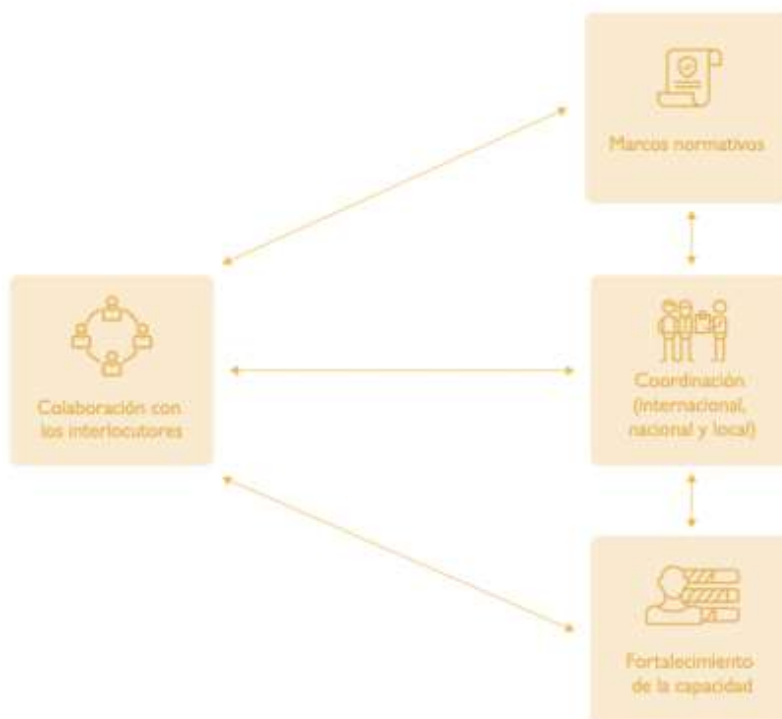 Marcos normativos
Colaboración con
los interlocutores
Coordinación
(internacional,
nacional y local)
Fortalecimiento
de la capacidad